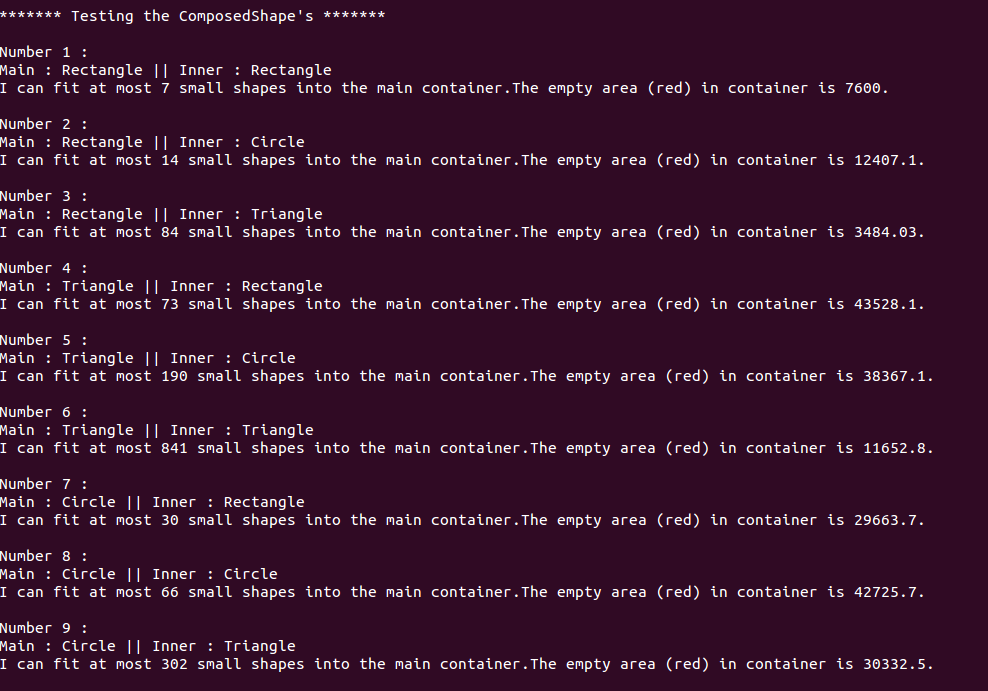 ******* Testing the ComposedShape's *******
Number 1 :
Main : Rectangle || Inner : Rectangle
I can fit at most 7 small shapes into the main container.The empty area (red) in container is 7600.
Number 2 :
Main : Rectangle || Inner : Circle
I can fit at most 14 small shapes into the main container.The empty area (red) in container is 12407.1.
Number 3 :
Main : Rectangle || Inner : Triangle
I can fit at most 84 small shapes into the main container.The empty area (red) in container is 3484.03.
Number 4 :
Main : Triangle || Inner : Rectangle
I can fit at most 73 small shapes into the main container.The empty area (red) in container is 43528.1.
Number 5 :
Main : Triangle || Inner : Circle
I can fit at most 190 small shapes into the main container.The empty area (red) in container is 38367.1.
Number 6 :
Main : Triangle || Inner : Triangle
I can fit at most 841 small shapes into the main container.The empty area (red) in container is 11652.8.
Number 7 :
Main : Circle || Inner : Rectangle
I can fit at most 30 small shapes into the main container.The empty area (red) in container is 29663.7.
Number 8 :
Main : Circle || Inner : Circle
I can fit at most 66 small shapes into the main container.The empty area (red) in container is 42725.7.
Number 9 :
Main : Circle || Inner : Triangle
I can fit at most 302 small shapes into the main container.The empty area (red) in container is 30332.5.